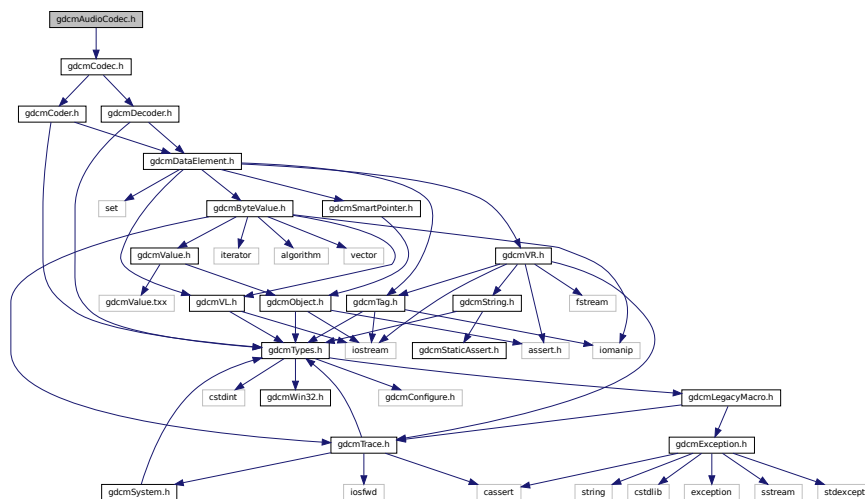 gdcmAudioCodec.h
gdcmCodec.h
gdcmCoder.h
gdcmDecoder.h
gdcmDataElement.h
set
gdcmByteValue.h
gdcmSmartPointer.h
gdcmValue.h
iterator
algorithm
vector
gdcmVR.h
gdcmValue.txx
gdcmVL.h
gdcmObject.h
gdcmTag.h
gdcmString.h
fstream
gdcmTypes.h
iostream
gdcmStaticAssert.h
assert.h
iomanip
cstdint
gdcmWin32.h
gdcmConfigure.h
gdcmLegacyMacro.h
gdcmTrace.h
gdcmException.h
gdcmSystem.h
iosfwd
cassert
string
cstdlib
exception
sstream
stdexcept